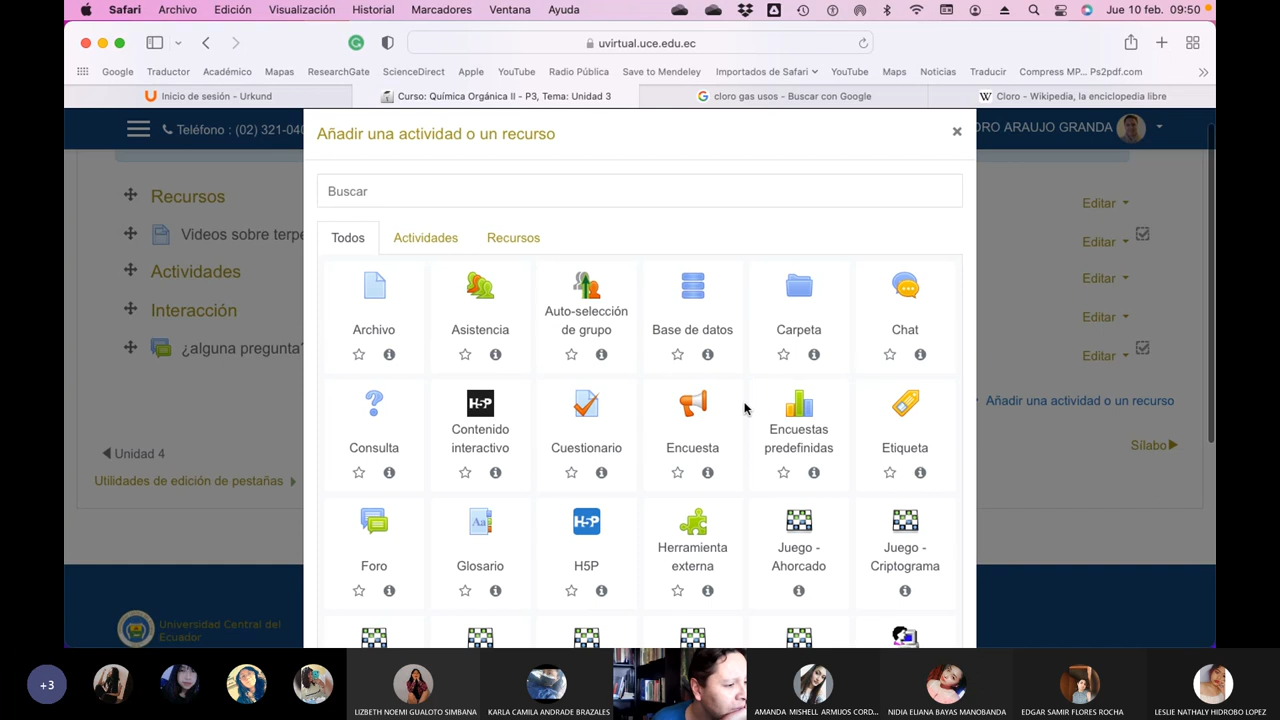 Safari Archivo Edición Visualización Historial Marcadores Ventana Ayuda Jue 10 feb. 09:50
uvirtual.uce.edu.ec
Google Traductor Académico Mapas ResearchGate ScienceDirect Apple YouTube Radio Pública Save to Mendeley Importados de Safari YouTube Maps Noticias Traducir Compress MP... Ps2pdf.com
Inicio de sesión - Urkund Curso: Química Orgánica II - P3, Tema: Unidad 3 cloro gas usos - Buscar con Google Cloro - Wikipedia, la enciclopedia libre
Teléfono : (02) 321-040 DRO ARAUJO GRANDA
Añadir una actividad o un recurso
Buscar
Todos Actividades Recursos
Recursos Editar
Videos sobre terpe Editar
Actividades Editar
Interacción Editar
¿alguna pregunta? Editar
Añadir una actividad o un recurso
Unidad 4 Sílabo
Utilidades de edición de pestañas
Archivo Asistencia Auto-selección de grupo Base de datos Carpeta Chat
Consulta Contenido interactivo Cuestionario Encuesta Encuestas predefinidas Etiqueta
H5P
Foro Glosario H5P Herramienta externa Juego - Ahorcado Juego - Criptograma
Aa H5P
Universidad Central del
Ecuador
+3 LIZBETH NOEMI GUALOTO SIMBANA KARLA CAMILA ANDRADE BRAZALES AMANDA MISHELL ARMIJOS CORD... NIDIA ELIANA BAYAS MANOBANDA EDGAR SAMIR FLORES ROCHA LESLIE NATHALY HIDROBO LOPEZ